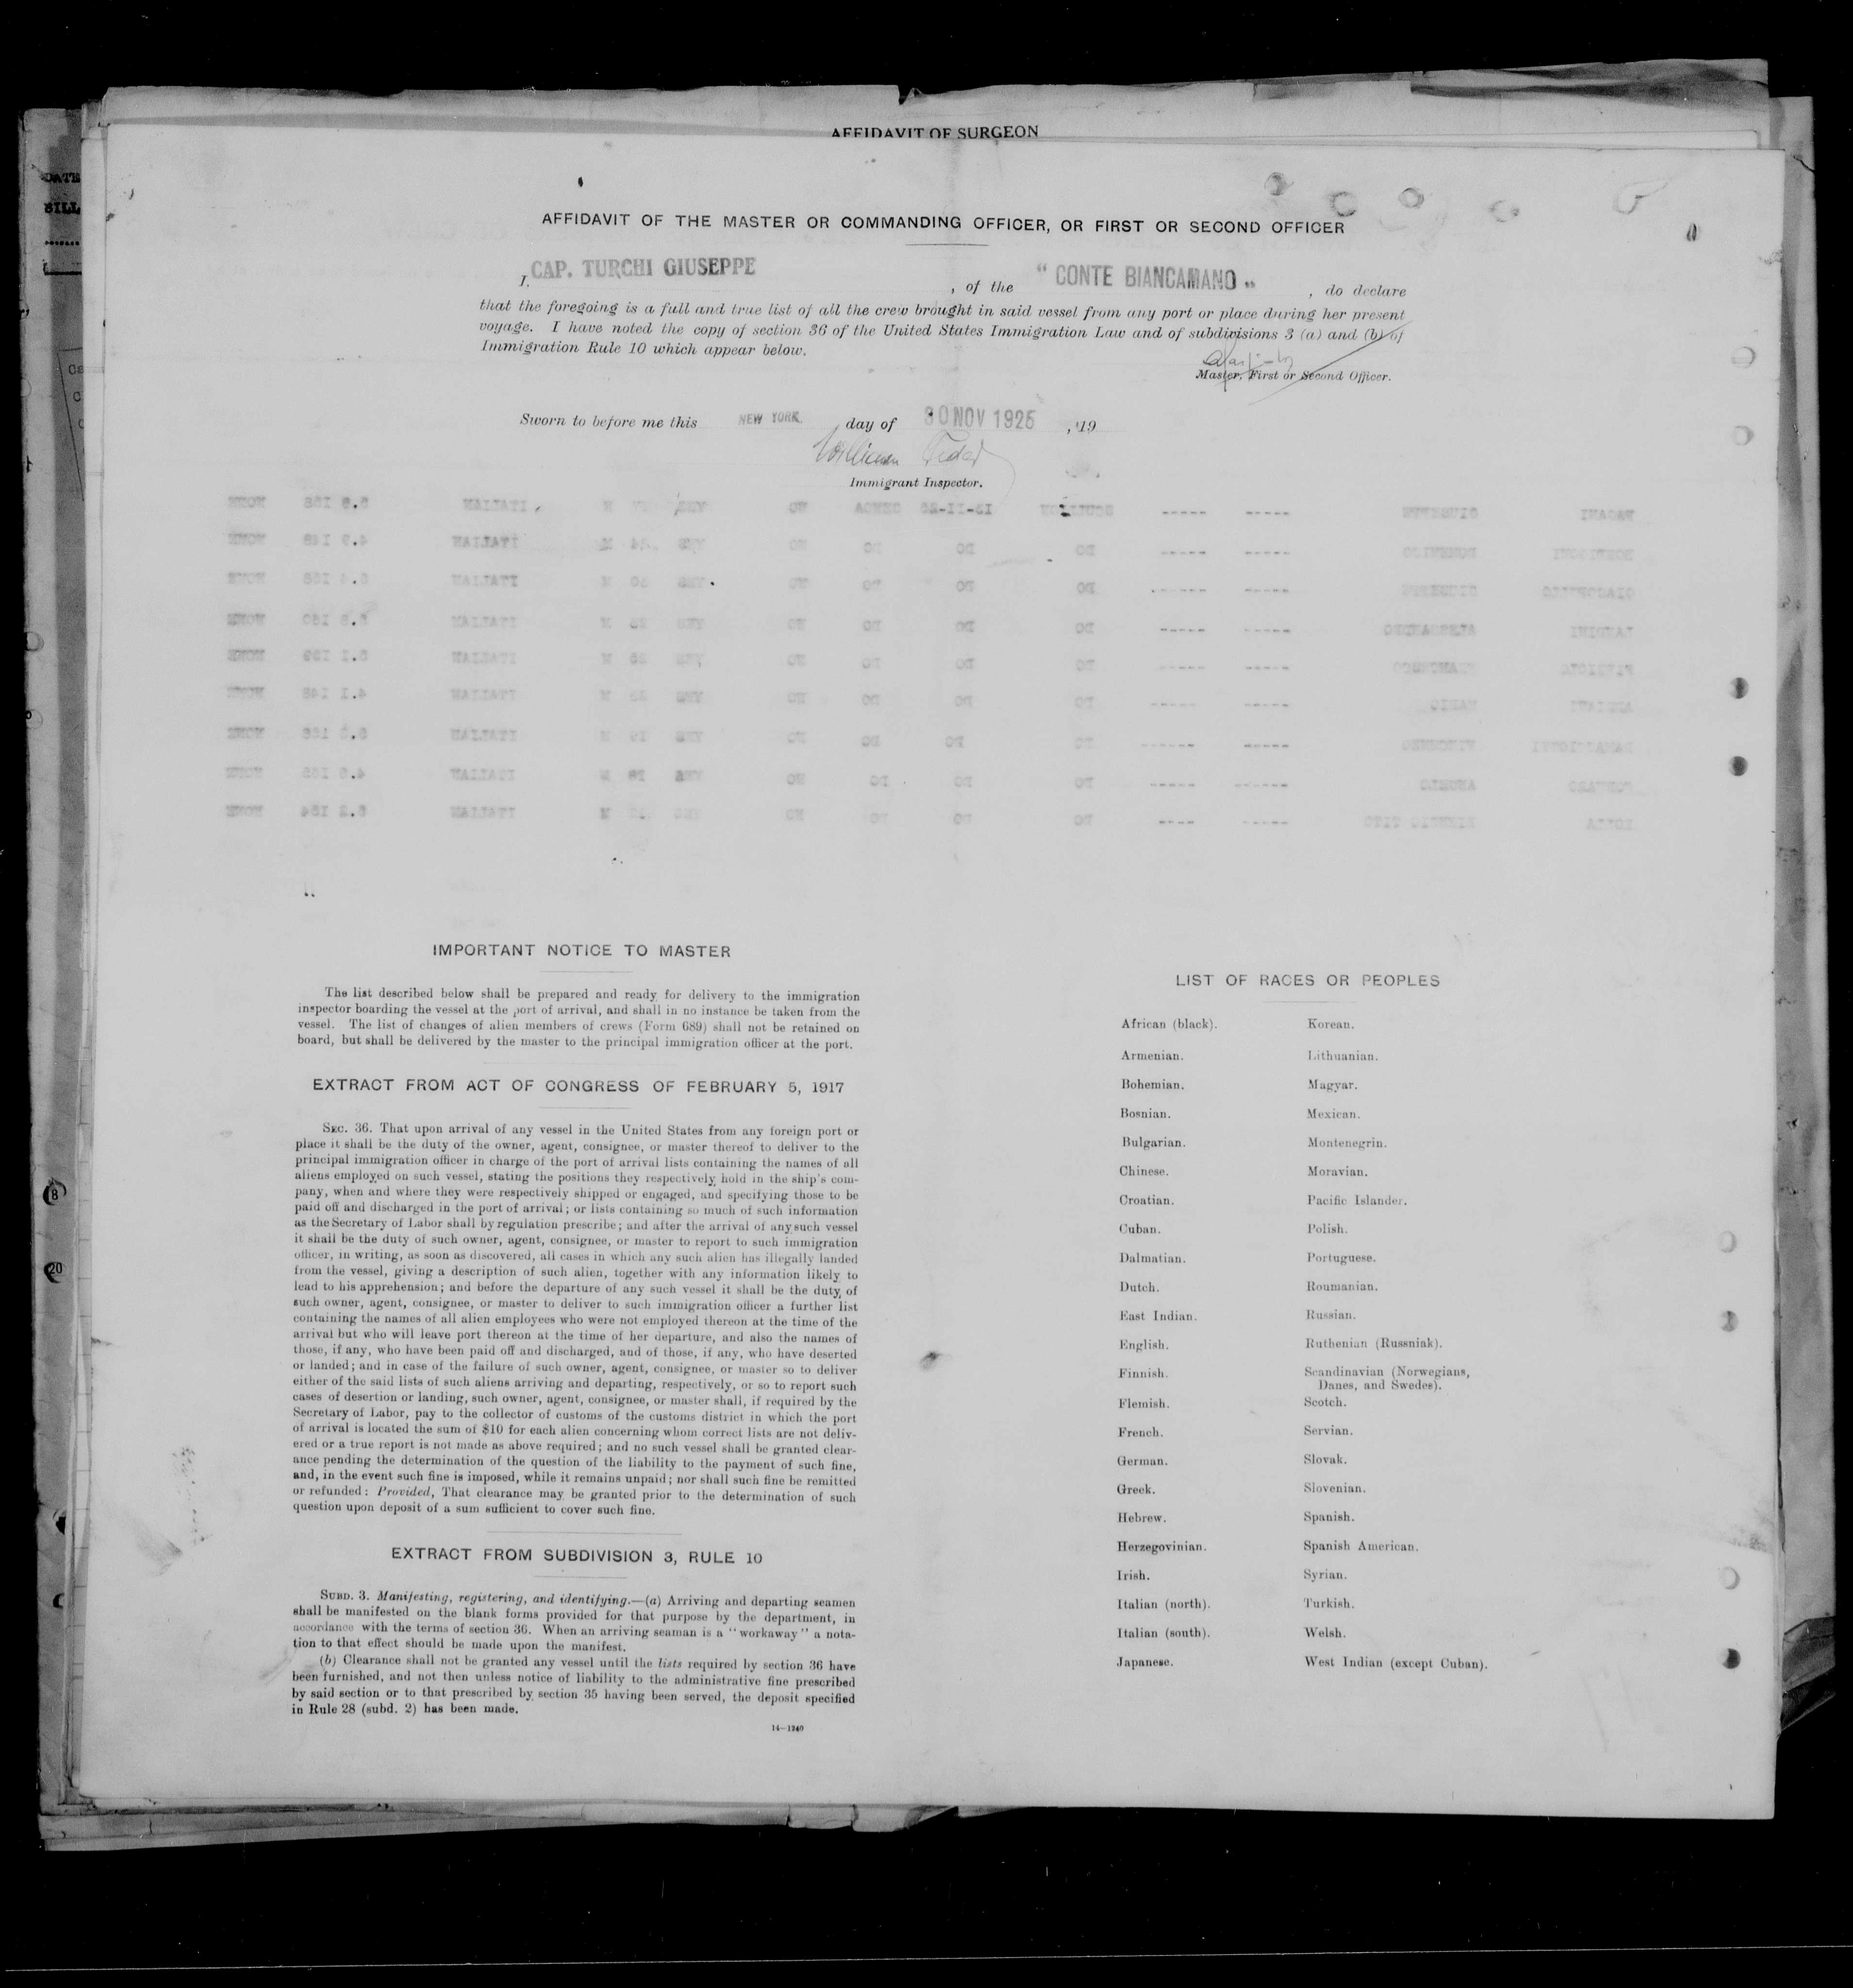 AFFIDAVIT OF SURGEON
DATE
BILL
AFFIDAVIT OF THE MASTER OR COMMANDING OFFICER, OR FIRST OR SECOND OFFICER
I, CAP. TURCHI GIUSEPPE , of the " CONTE BIANCAMANO " , do declare
that the foregoing is a full and true list of all the crew brought in said vessel from any port or place during her present
voyage. I have noted the copy of section 36 of the United States Immigration Law and of subdivisions 3 (a) and (b) of
Immigration Rule 10 which appear below.
Master, First or Second Officer.
Sworn to before me this NEW YORK. day of 30 NOV 1925 , 19
William
Immigrant Inspector.
IMPORTANT NOTICE TO MASTER
The list described below shall be prepared and ready for delivery to the immigration
inspector boarding the vessel at the port of arrival, and shall in no instance be taken from the
vessel. The list of changes of alien members of crews (Form 689) shall not be retained on
board, but shall be delivered by the master to the principal immigration officer at the port.
EXTRACT FROM ACT OF CONGRESS OF FEBRUARY 5, 1917
SEC. 36. That upon arrival of any vessel in the United States from any foreign port or
place it shall be the duty of the owner, agent, consignee, or master thereof to deliver to the
principal immigration officer in charge of the port of arrival lists containing the names of all
aliens employed on such vessel, stating the positions they respectively hold in the ship's com-
pany, when and where they were respectively shipped or engaged, and specifying those to be
paid off and discharged in the port of arrival; or lists containing so much of such information
as the Secretary of Labor shall by regulation prescribe; and after the arrival of any such vessel
it shall be the duty of such owner, agent, consignee, or master to report to such immigration
officer, in writing, as soon as discovered, all cases in which any such alien has illegally landed
from the vessel, giving a description of such alien, together with any information likely to
lead to his apprehension; and before the departure of any such vessel it shall be the duty of
such owner, agent, consignee, or master to deliver to such immigration officer a further list
containing the names of all alien employees who were not employed thereon at the time of the
arrival but who will leave port thereon at the time of her departure, and also the names of
those, if any, who have been paid off and discharged, and of those, if any, who have deserted
or landed; and in case of the failure of such owner, agent, consignee, or master so to deliver
either of the said lists of such aliens arriving and departing, respectively, or so to report such
cases of desertion or landing, such owner, agent, consignee, or master shall, if required by the
Secretary of Labor, pay to the collector of customs of the customs district in which the port
of arrival is located the sum of $10 for each alien concerning whom correct lists are not deliv-
ered or a true report is not made as above required; and no such vessel shall be granted clear-
ance pending the determination of the question of the liability to the payment of such fine,
and, in the event such fine is imposed, while it remains unpaid; nor shall such fine be remitted
or refunded: Provided, That clearance may be granted prior to the determination of such
question upon deposit of a sum sufficient to cover such fine.
EXTRACT FROM SUBDIVISION 3, RULE 10
SUBD. 3. Manifesting, registering, and identifying.—(a) Arriving and departing seamen
shall be manifested on the blank forms provided for that purpose by the department, in
accordance with the terms of section 36. When an arriving seaman is a "workaway" a nota-
tion to that effect should be made upon the manifest.
(b) Clearance shall not be granted any vessel until the lists required by section 36 have
been furnished, and not then unless notice of liability to the administrative fine prescribed
by said section or to that prescribed by section 35 having been served, the deposit specified
in Rule 28 (subd. 2) has been made.
14—1240
LIST OF RACES OR PEOPLES
African (black). Korean.
Armenian. Lithuanian.
Bohemian. Magyar.
Bosnian. Mexican.
Bulgarian. Montenegrin.
Chinese. Moravian.
Croatian. Pacific Islander.
Cuban. Polish.
Dalmatian. Portuguese.
Dutch. Roumanian.
East Indian. Russian.
English. Ruthenian (Russniak).
Finnish. Scandinavian (Norwegians,
Danes, and Swedes).
Flemish. Scotch.
French. Servian.
German. Slovak.
Greek. Slovenian.
Hebrew. Spanish.
Herzegovinian. Spanish American.
Irish. Syrian.
Italian (north). Turkish.
Italian (south). Welsh.
Japanese. West Indian (except Cuban).
8
20